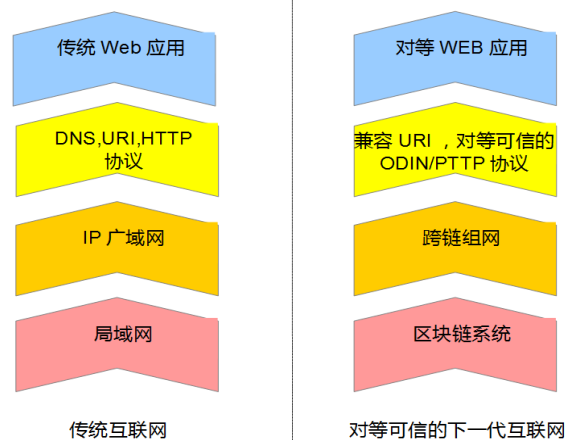 传统 Web 应用
DNS,URI,HTTP
协议
IP 广域网
局域网
传统互联网
对等 WEB 应用
兼容 URI ，对等可信的
ODIN/PTTP 协议
跨链组网
区块链系统
对等可信的下一代互联网